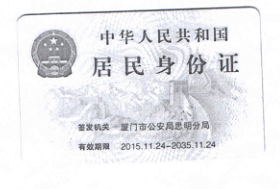 中华人民共和国
居民身份证
签发机关 厦门市公安局思明分局
有效期限 2015.11.24-2035.11.24